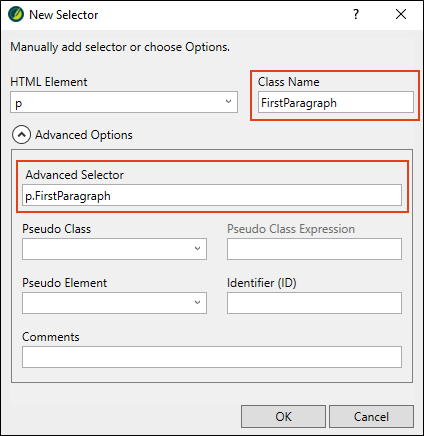 New Selector
Manually add selector or choose Options.
HTML Element
Class Name
p
FirstParagraph
Advanced Options
Advanced Selector
p.FirstParagraph
Pseudo Class
Pseudo Class Expression
Pseudo Element
Identifier (ID)
Comments
OK
Cancel